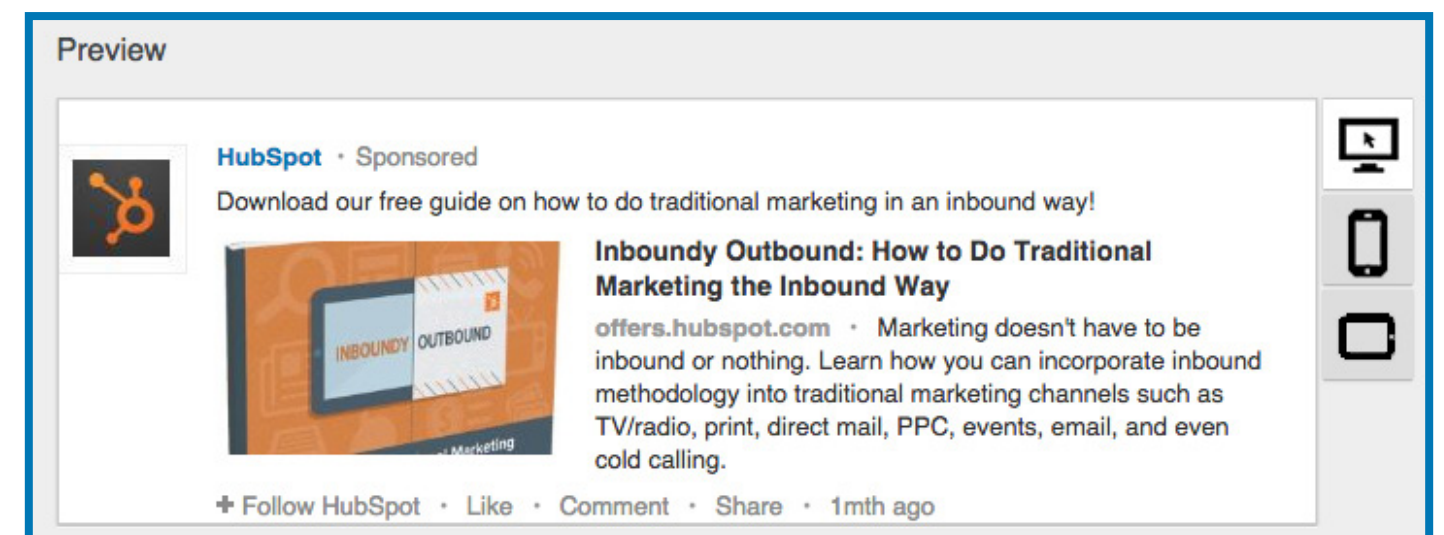 Preview
HubSpot · Sponsored
Download our free guide on how to do traditional marketing in an inbound way!
INBOUNDY OUTBOUND
al Marketing
Inboundy Outbound: How to Do Traditional
Marketing the Inbound Way
offers.hubspot.com · Marketing doesn't have to be
inbound or nothing. Learn how you can incorporate inbound
methodology into traditional marketing channels such as
TV/radio, print, direct mail, PPC, events, email, and even
cold calling.
+ Follow HubSpot · Like · Comment · Share · 1mth ago